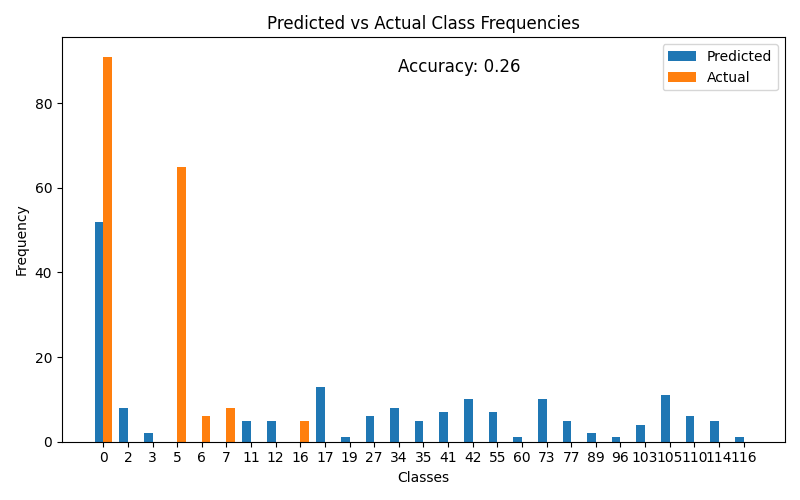 Predicted vs Actual Class Frequencies
Accuracy: 0.26
Predicted
Actual
Frequency
80
60
40
20
0
0 2 3 5 6 7 11 12 16 17 19 27 34 35 41 42 55 60 73 77 89 96 103 105 110 114 116
Classes